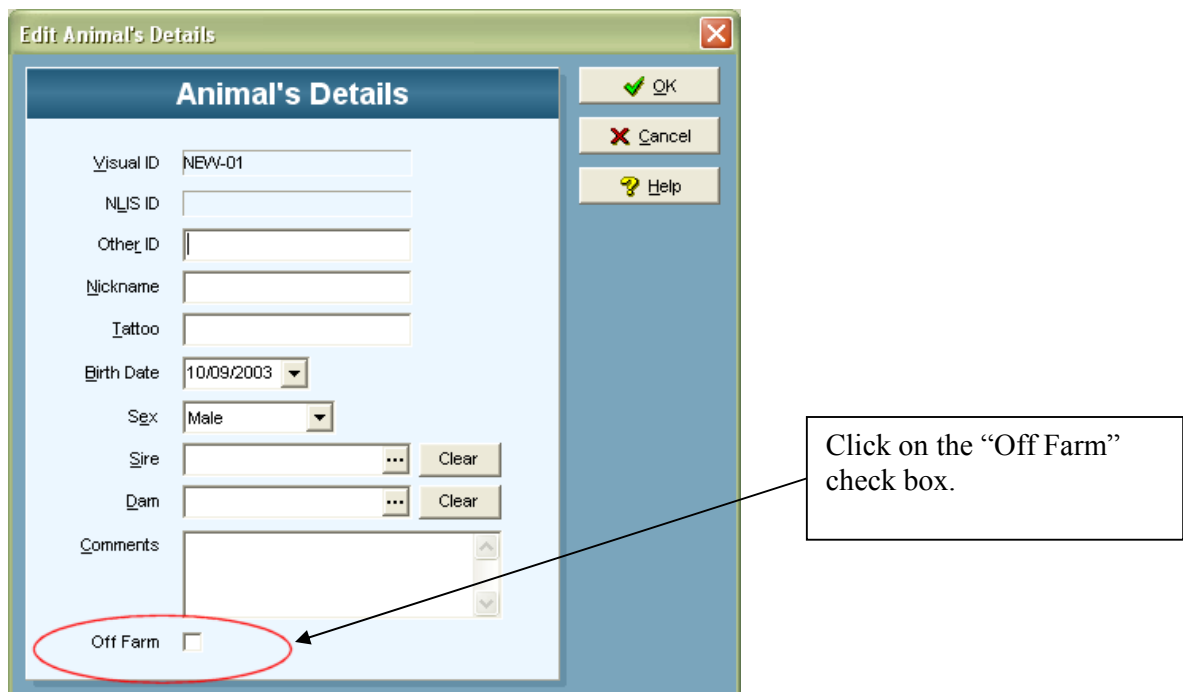 Edit Animal's Details
Animal's Details
OK
Cancel
Help
Visual ID NEW-01
NLIS ID
Other ID
Nickname
Tattoo
Birth Date 10/09/2003
Sex Male
Sire ... Clear
Dam ... Clear
Comments
Off Farm
Click on the “Off Farm”
check box.